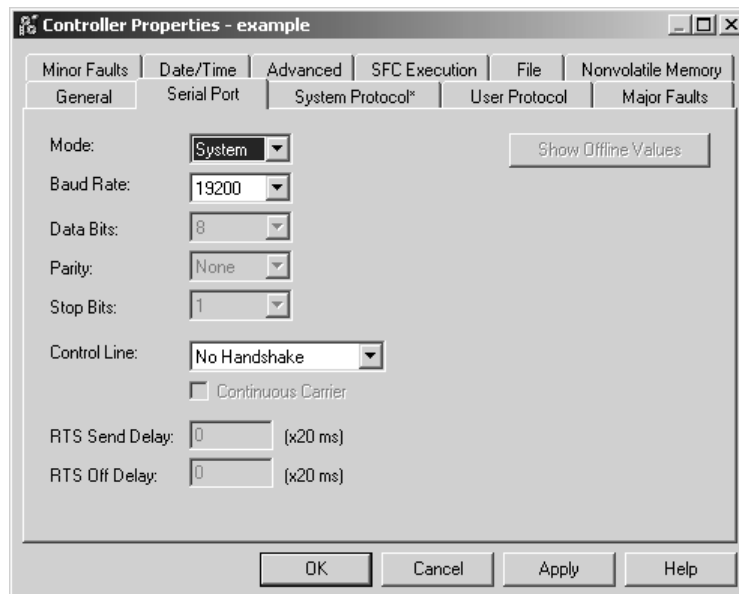 Controller Properties - example
Minor Faults Date/Time Advanced SFC Execution File Nonvolatile Memory
General Serial Port System Protocol* User Protocol Major Faults
Mode: System Show Offline Values
Baud Rate: 19200
Data Bits: 8
Parity: None
Stop Bits: 1
Control Line: No Handshake
Continuous Carrier
RTS Send Delay: 0 (x20 ms)
RTS Off Delay: 0 (x20 ms)
OK Cancel Apply Help